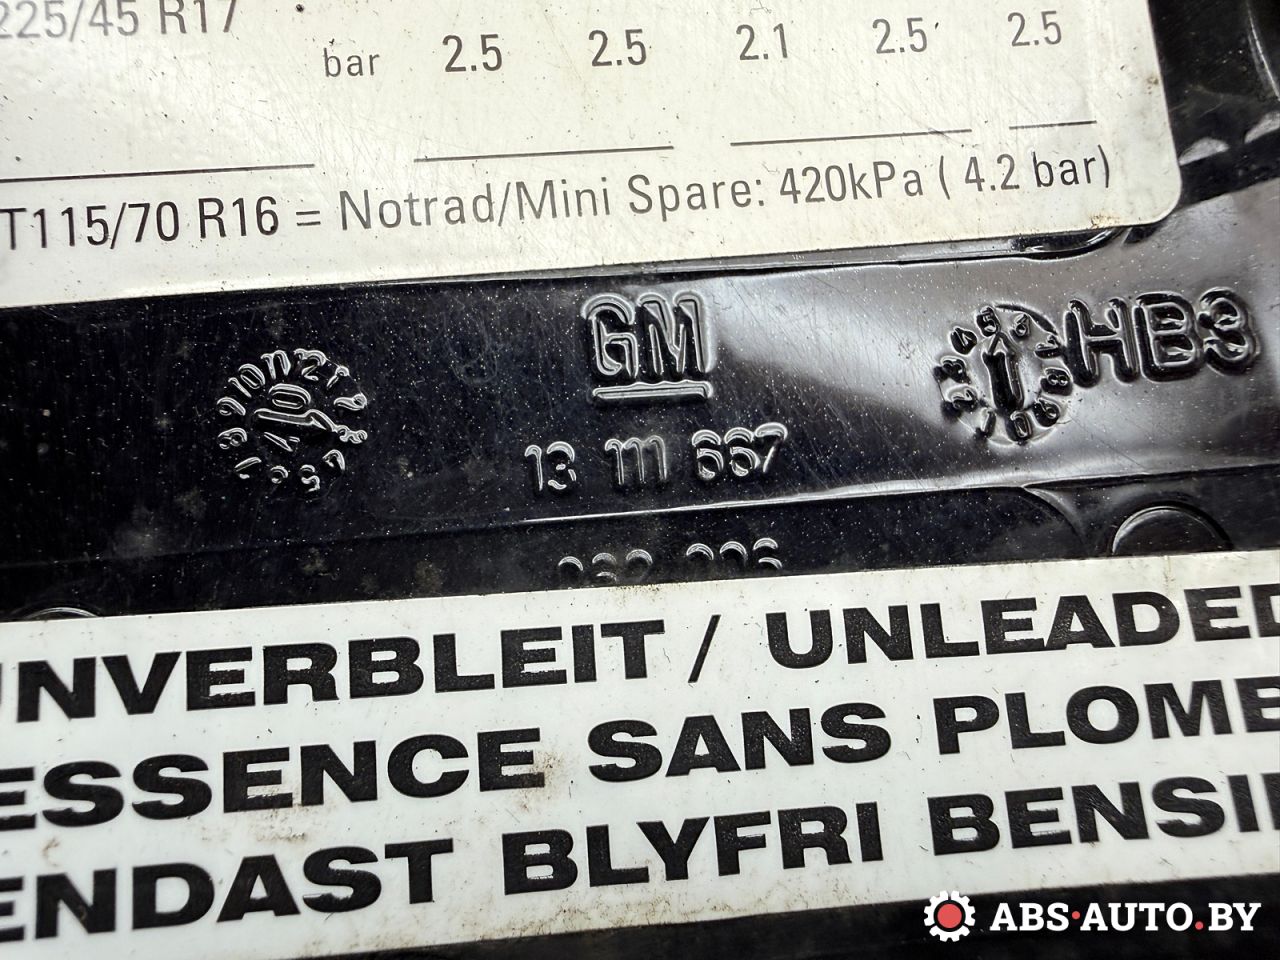 225/45 R17
bar 2.5 2.5 2.1 2.5 2.5
T115/70 R16 = Notrad/Mini Spare: 420kPa ( 4.2 bar)
GM
HB3
13 111 667
UNVERBLEIT / UNLEADED
ESSENCE SANS PLOMB
ENDAST BLYFRI BENSIN
ABS·AUTO.BY